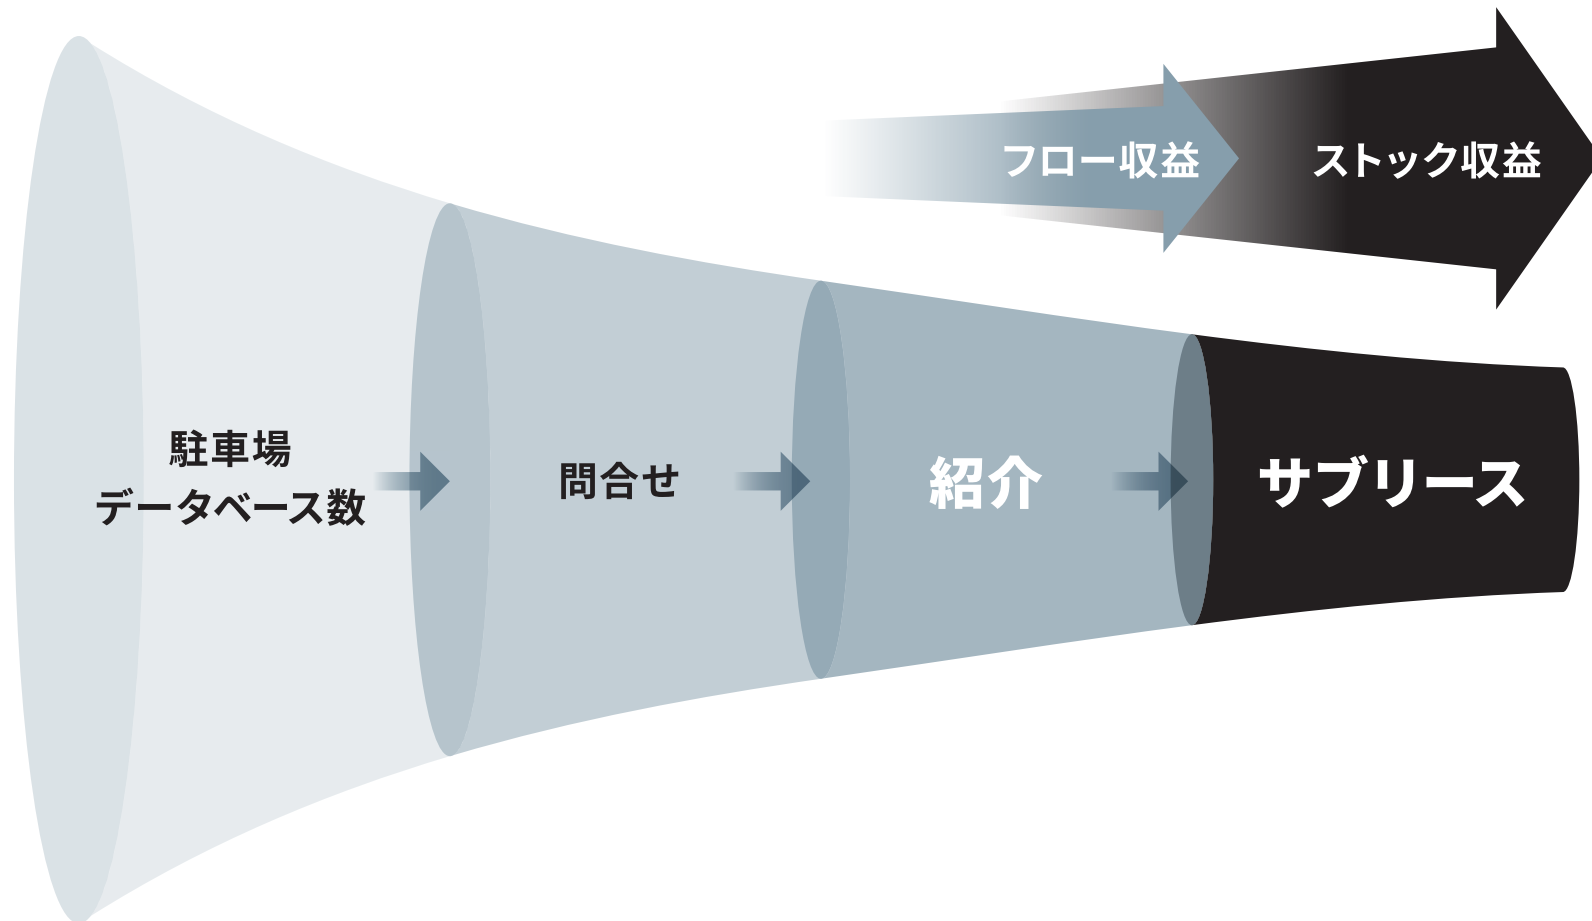 フロー収益
ストック収益
駐車場
データベース数
問合せ
紹介
サブリース